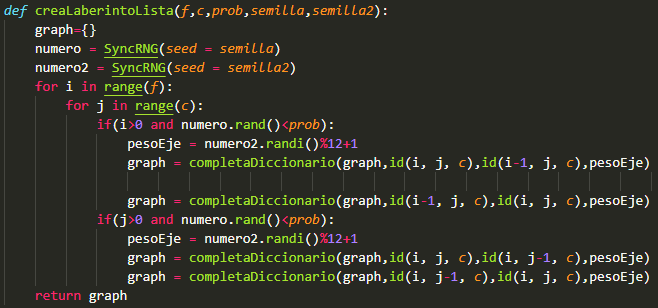 def creaLaberintoLista(f,c,prob,semilla,semilla2):
    graph={}
    numero = SyncRNG(seed = semilla)
    numero2 = SyncRNG(seed = semilla2)
    for i in range(f):
        for j in range(c):
            if(i>0 and numero.rand()<prob):
                pesoEje = numero2.randi()%12+1
                graph = completaDiccionario(graph,id(i, j, c),id(i-1, j, c),pesoEje)
                graph = completaDiccionario(graph,id(i-1, j, c),id(i, j, c),pesoEje)
            if(j>0 and numero.rand()<prob):
                pesoEje = numero2.randi()%12+1
                graph = completaDiccionario(graph,id(i, j, c),id(i, j-1, c),pesoEje)
                graph = completaDiccionario(graph,id(i, j-1, c),id(i, j, c),pesoEje)
    return graph